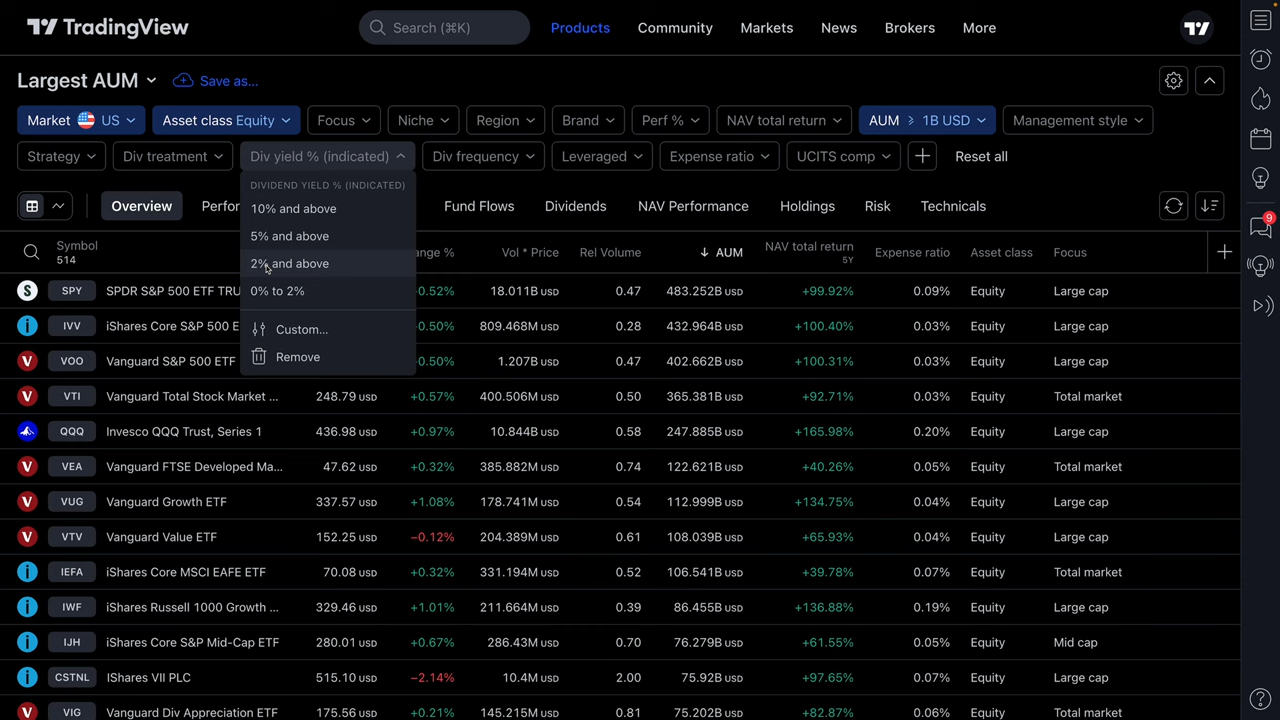 TradingView
Search (⌘K)
Products
Community
Markets
News
Brokers
More
Largest AUM
Save as...
Market US
Asset class Equity
Focus
Niche
Region
Brand
Perf %
NAV total return
AUM > 1B USD
Management style
Strategy
Div treatment
Div yield % (indicated)
Div frequency
Leveraged
Expense ratio
UCITS comp
Reset all
DIVIDEND YIELD % (INDICATED)
10% and above
5% and above
2% and above
0% to 2%
Custom...
Remove
Overview
Perfor
Fund Flows
Dividends
NAV Performance
Holdings
Risk
Technicals
9
Symbol
514
ange %
Vol * Price
Rel Volume
↓ AUM
NAV total return
5Y
Expense ratio
Asset class
Focus
S SPY SPDR S&P 500 ETF TRU -0.52% 18.011B USD 0.47 483.252B USD +99.92% 0.09% Equity Large cap
i IVV iShares Core S&P 500 E -0.50% 809.468M USD 0.28 432.964B USD +100.40% 0.03% Equity Large cap
V VOO Vanguard S&P 500 ETF -0.50% 1.207B USD 0.47 402.662B USD +100.31% 0.03% Equity Large cap
V VTI Vanguard Total Stock Market ... 248.79 USD +0.57% 400.506M USD 0.50 365.381B USD +92.71% 0.03% Equity Total market
QQQ Invesco QQQ Trust, Series 1 436.98 USD +0.97% 10.844B USD 0.58 247.885B USD +165.98% 0.20% Equity Large cap
V VEA Vanguard FTSE Developed Ma... 47.62 USD +0.32% 385.882M USD 0.74 122.621B USD +40.26% 0.05% Equity Total market
V VUG Vanguard Growth ETF 337.57 USD +1.08% 178.741M USD 0.54 112.999B USD +134.75% 0.04% Equity Large cap
V VTV Vanguard Value ETF 152.25 USD −0.12% 204.389M USD 0.61 108.039B USD +65.93% 0.04% Equity Large cap
i IEFA iShares Core MSCI EAFE ETF 70.08 USD +0.32% 331.194M USD 0.52 106.541B USD +39.78% 0.07% Equity Total market
i IWF iShares Russell 1000 Growth ... 329.46 USD +1.01% 211.664M USD 0.39 86.455B USD +136.88% 0.19% Equity Large cap
i IJH iShares Core S&P Mid-Cap ETF 280.01 USD +0.67% 286.43M USD 0.70 76.279B USD +61.55% 0.05% Equity Mid cap
i CSTNL IShares VII PLC 515.10 USD −2.14% 10.4M USD 2.00 75.92B USD +97.65% 0.07% Equity Large cap
V VIG Vanguard Div Appreciation ETF 175.56 USD +0.21% 145.215M USD 0.81 75.202B USD +82.87% 0.06% Equity Large cap